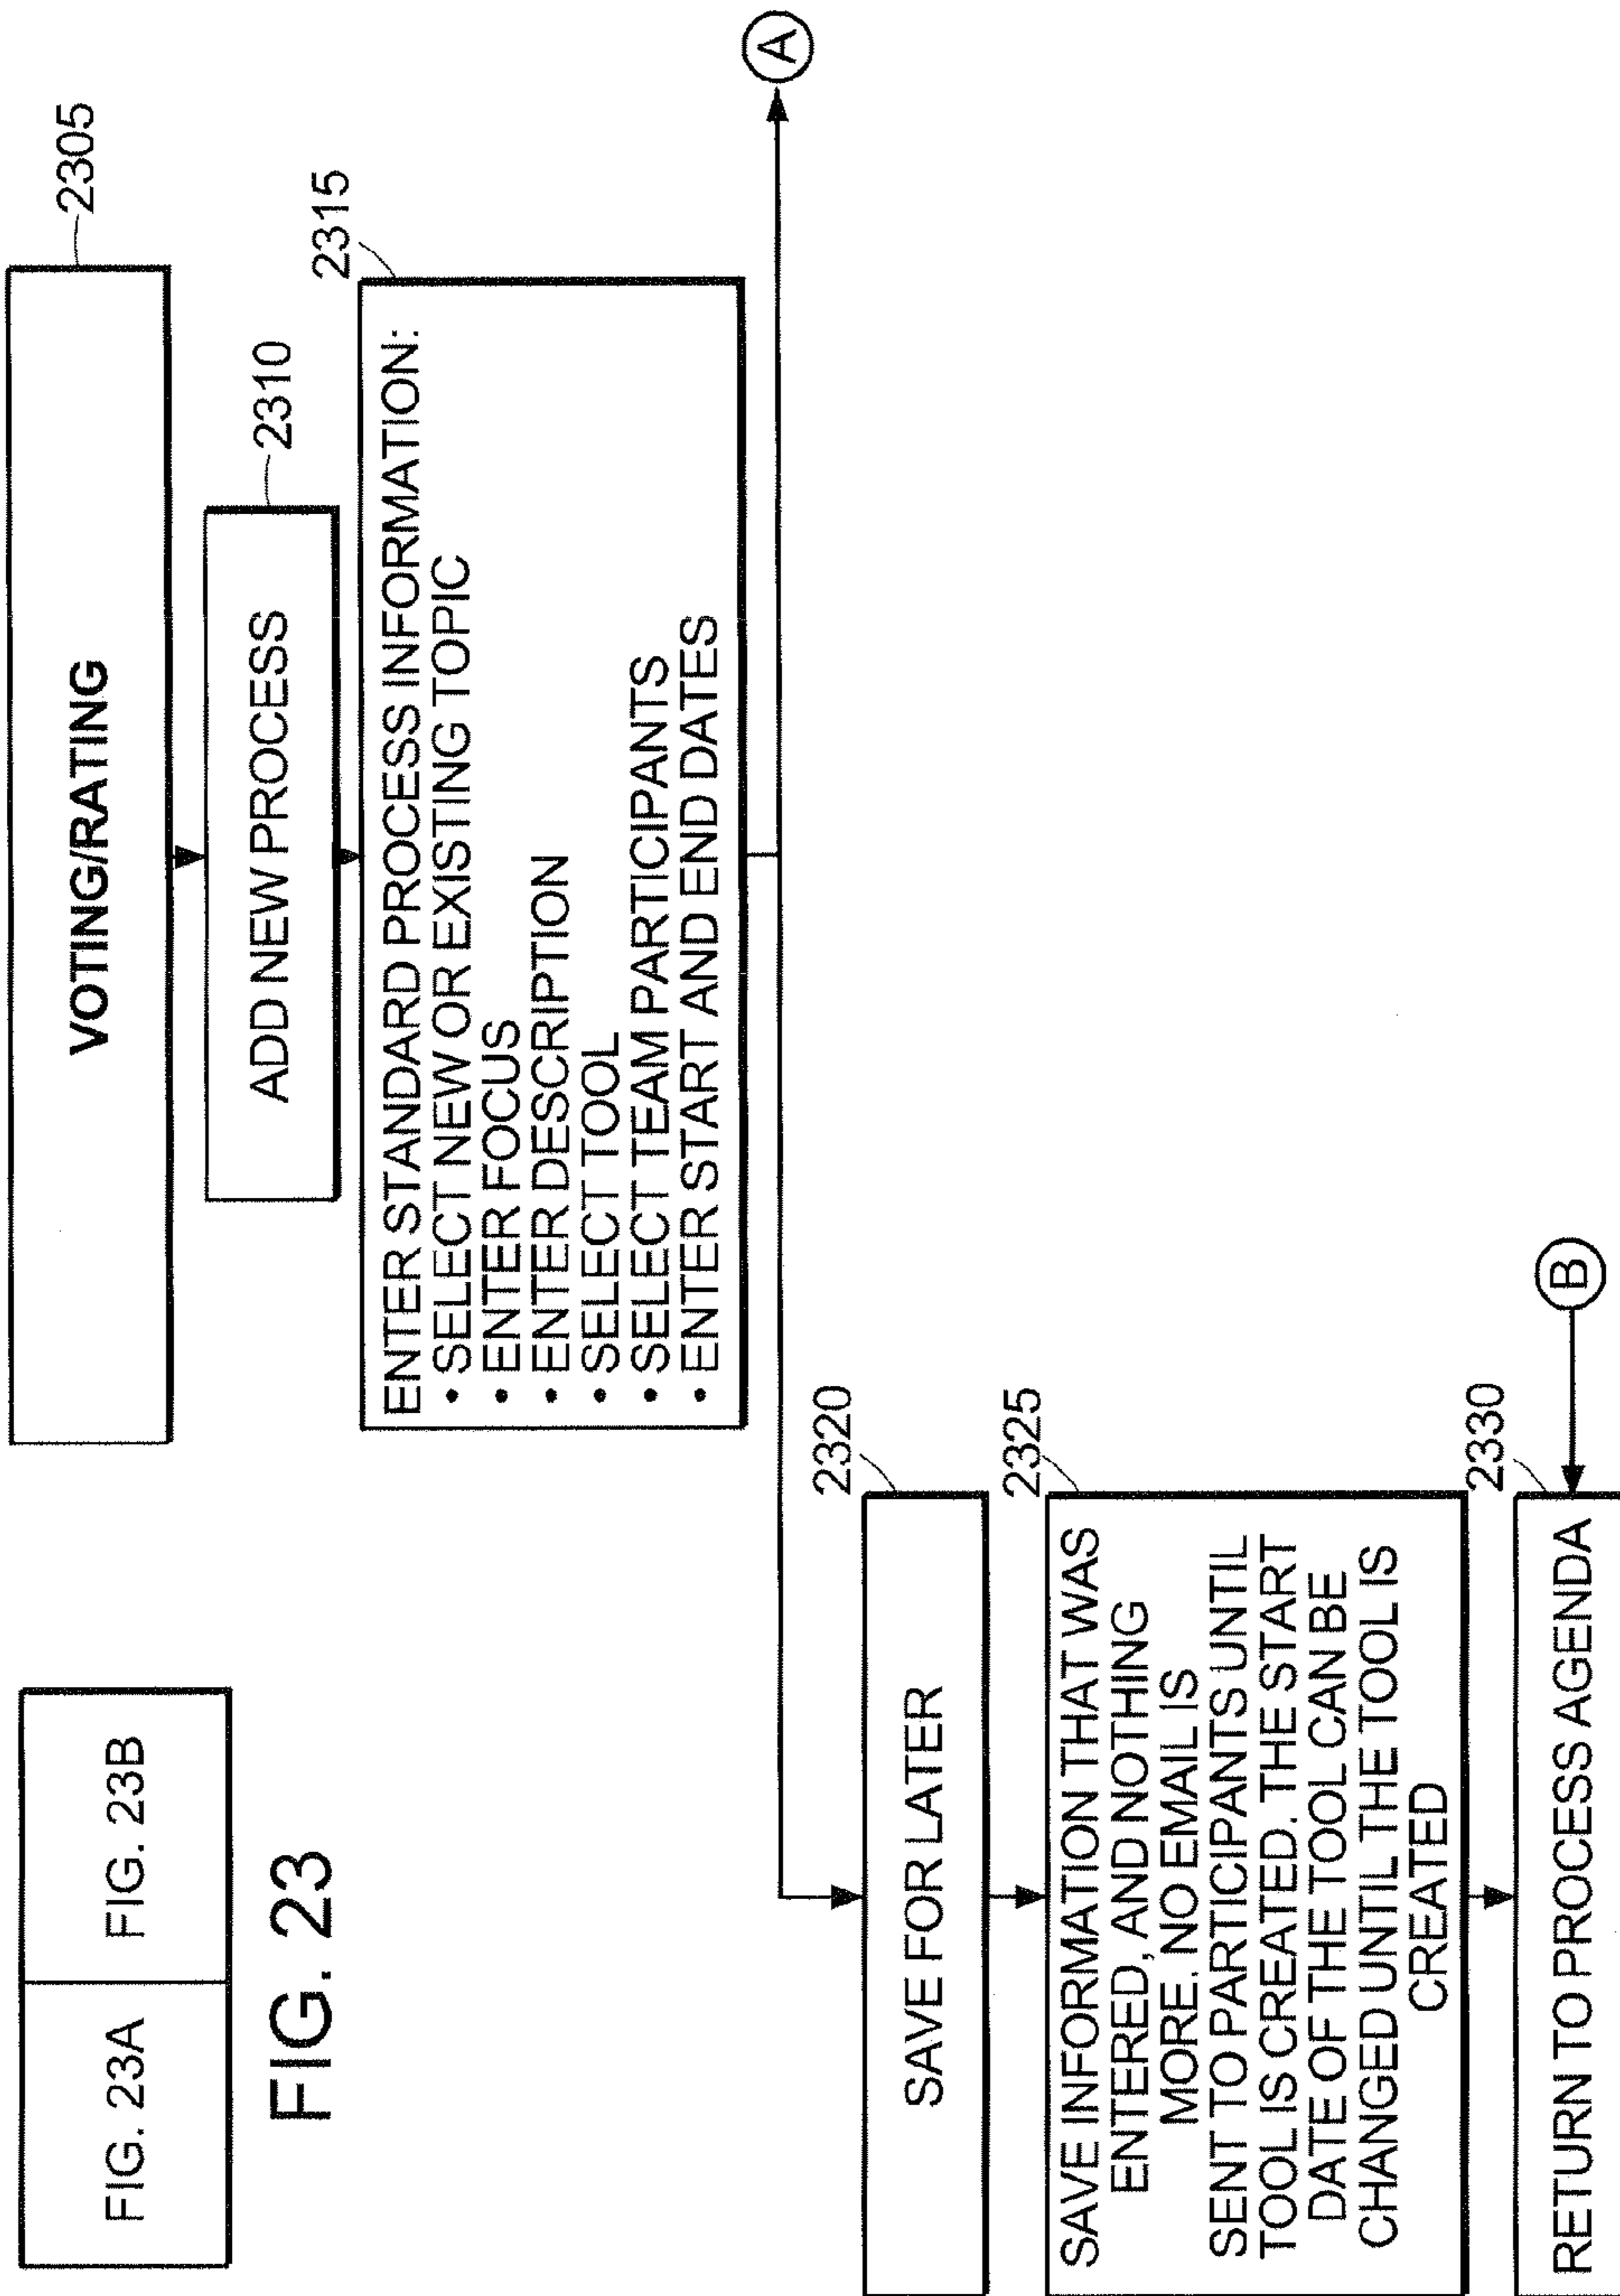 FIG. 23A
FIG. 23B
FIG. 23
VOTING/RATING
2305
ADD NEW PROCESS
2310
2315
ENTER STANDARD PROCESS INFORMATION:
• SELECT NEW OR EXISTING TOPIC
• ENTER FOCUS
• ENTER DESCRIPTION
• SELECT TOOL
• SELECT TEAM PARTICIPANTS
• ENTER START AND END DATES
A
2320
SAVE FOR LATER
2325
SAVE INFORMATION THAT WAS
ENTERED, AND NOTHING
MORE. NO EMAIL IS
SENT TO PARTICIPANTS UNTIL
TOOL IS CREATED. THE START
DATE OF THE TOOL CAN BE
CHANGED UNTIL THE TOOL IS
CREATED
2330
RETURN TO PROCESS AGENDA
B